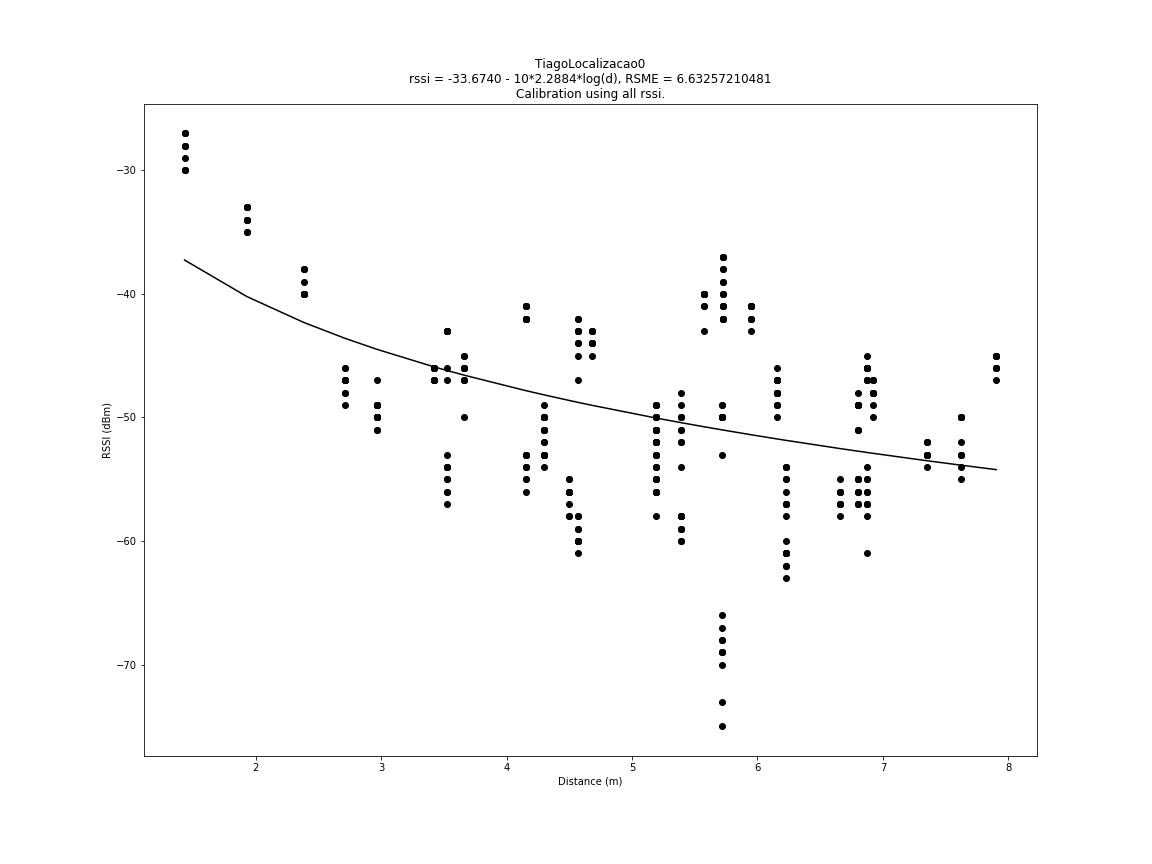 TiagoLocalizacao0
rssi = -33.6740 - 10*2.2884*log(d), RSME = 6.63257210481
Calibration using all rssi.
−30
−40
−50
−60
−70
RSSI (dBm)
2 3 4 5 6 7 8
Distance (m)